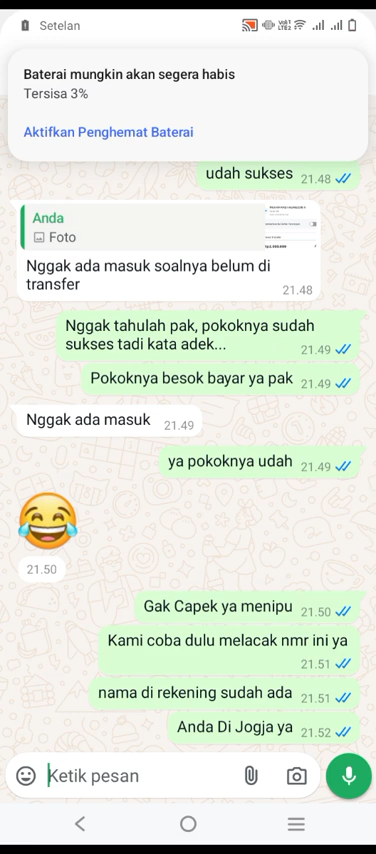 Setelan
Baterai mungkin akan segera habis
Tersisa 3%
Aktifkan Penghemat Baterai
udah sukses 21.48
Anda
Foto
Nggak ada masuk soalnya belum di
transfer
21.48
Nggak tahulah pak, pokoknya sudah
sukses tadi kata adek...
21.49
Pokoknya besok bayar ya pak 21.49
Nggak ada masuk 21.49
ya pokoknya udah 21.49
21.50
Gak Capek ya menipu 21.50
Kami coba dulu melacak nmr ini ya
21.51
nama di rekening sudah ada 21.51
Anda Di Jogja ya 21.52
Ketik pesan